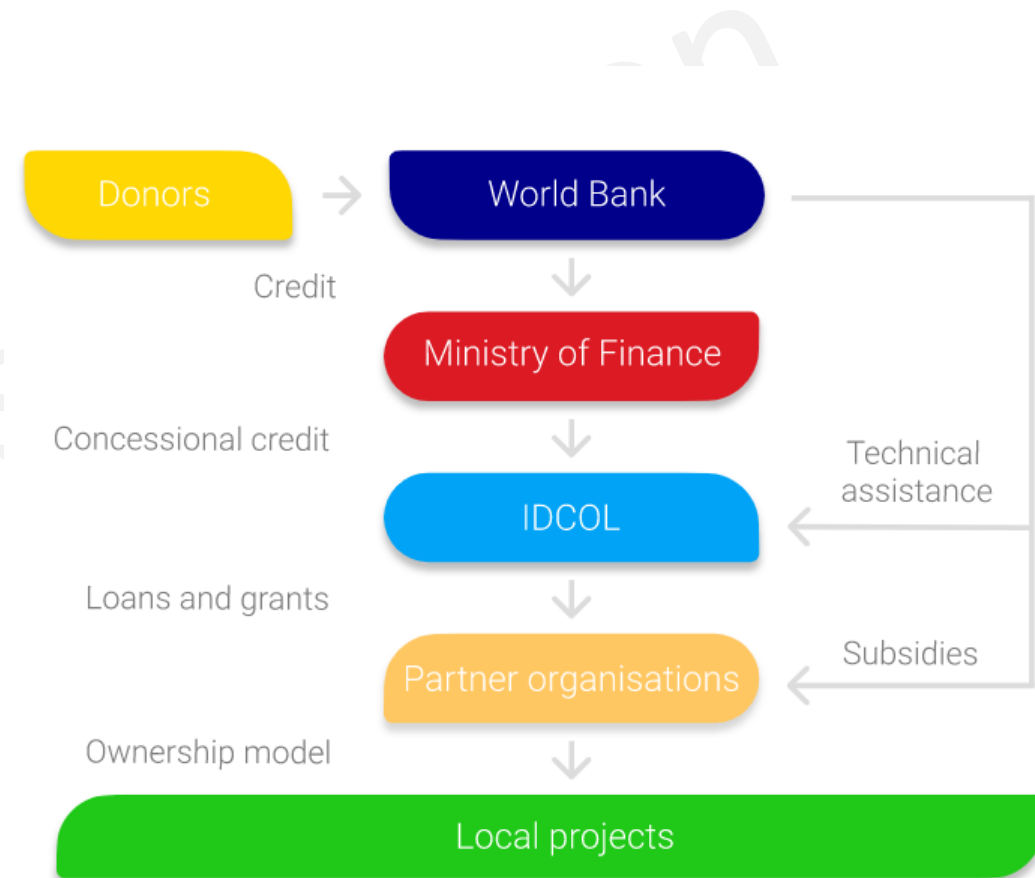 Donors
World Bank
Credit
Ministry of Finance
Concessional credit
Technical
assistance
IDCOL
Loans and grants
Subsidies
Partner organisations
Ownership model
Local projects